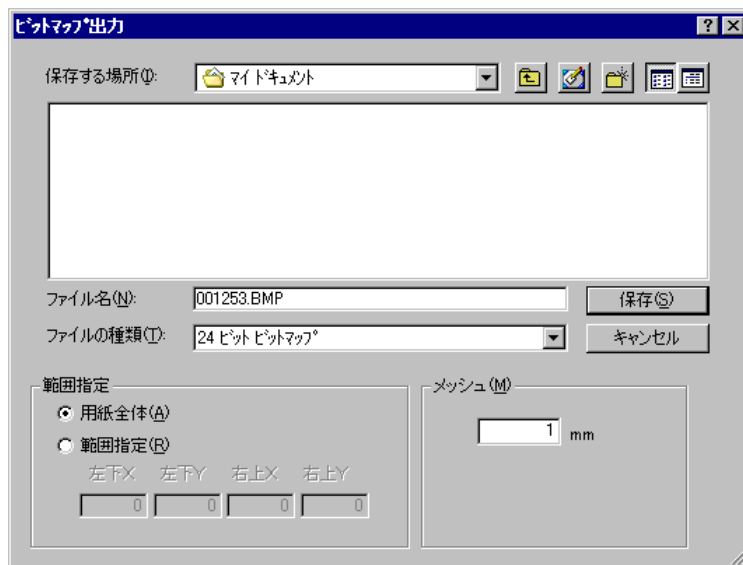 ﾋﾞｯﾄﾏｯﾌﾟ出力
保存する場所(I):
マイ ﾄﾞｷｭﾒﾝﾄ
ファイル名(N):
001253.BMP
保存(S)
ファイルの種類(T):
24 ﾋﾞｯﾄ ﾋﾞｯﾄﾏｯﾌﾟ
キャンセル
範囲指定
用紙全体(A)
範囲指定(R)
左下X 左下Y 右上X 右上Y
0 0 0 0
メッシュ(M)
1 mm